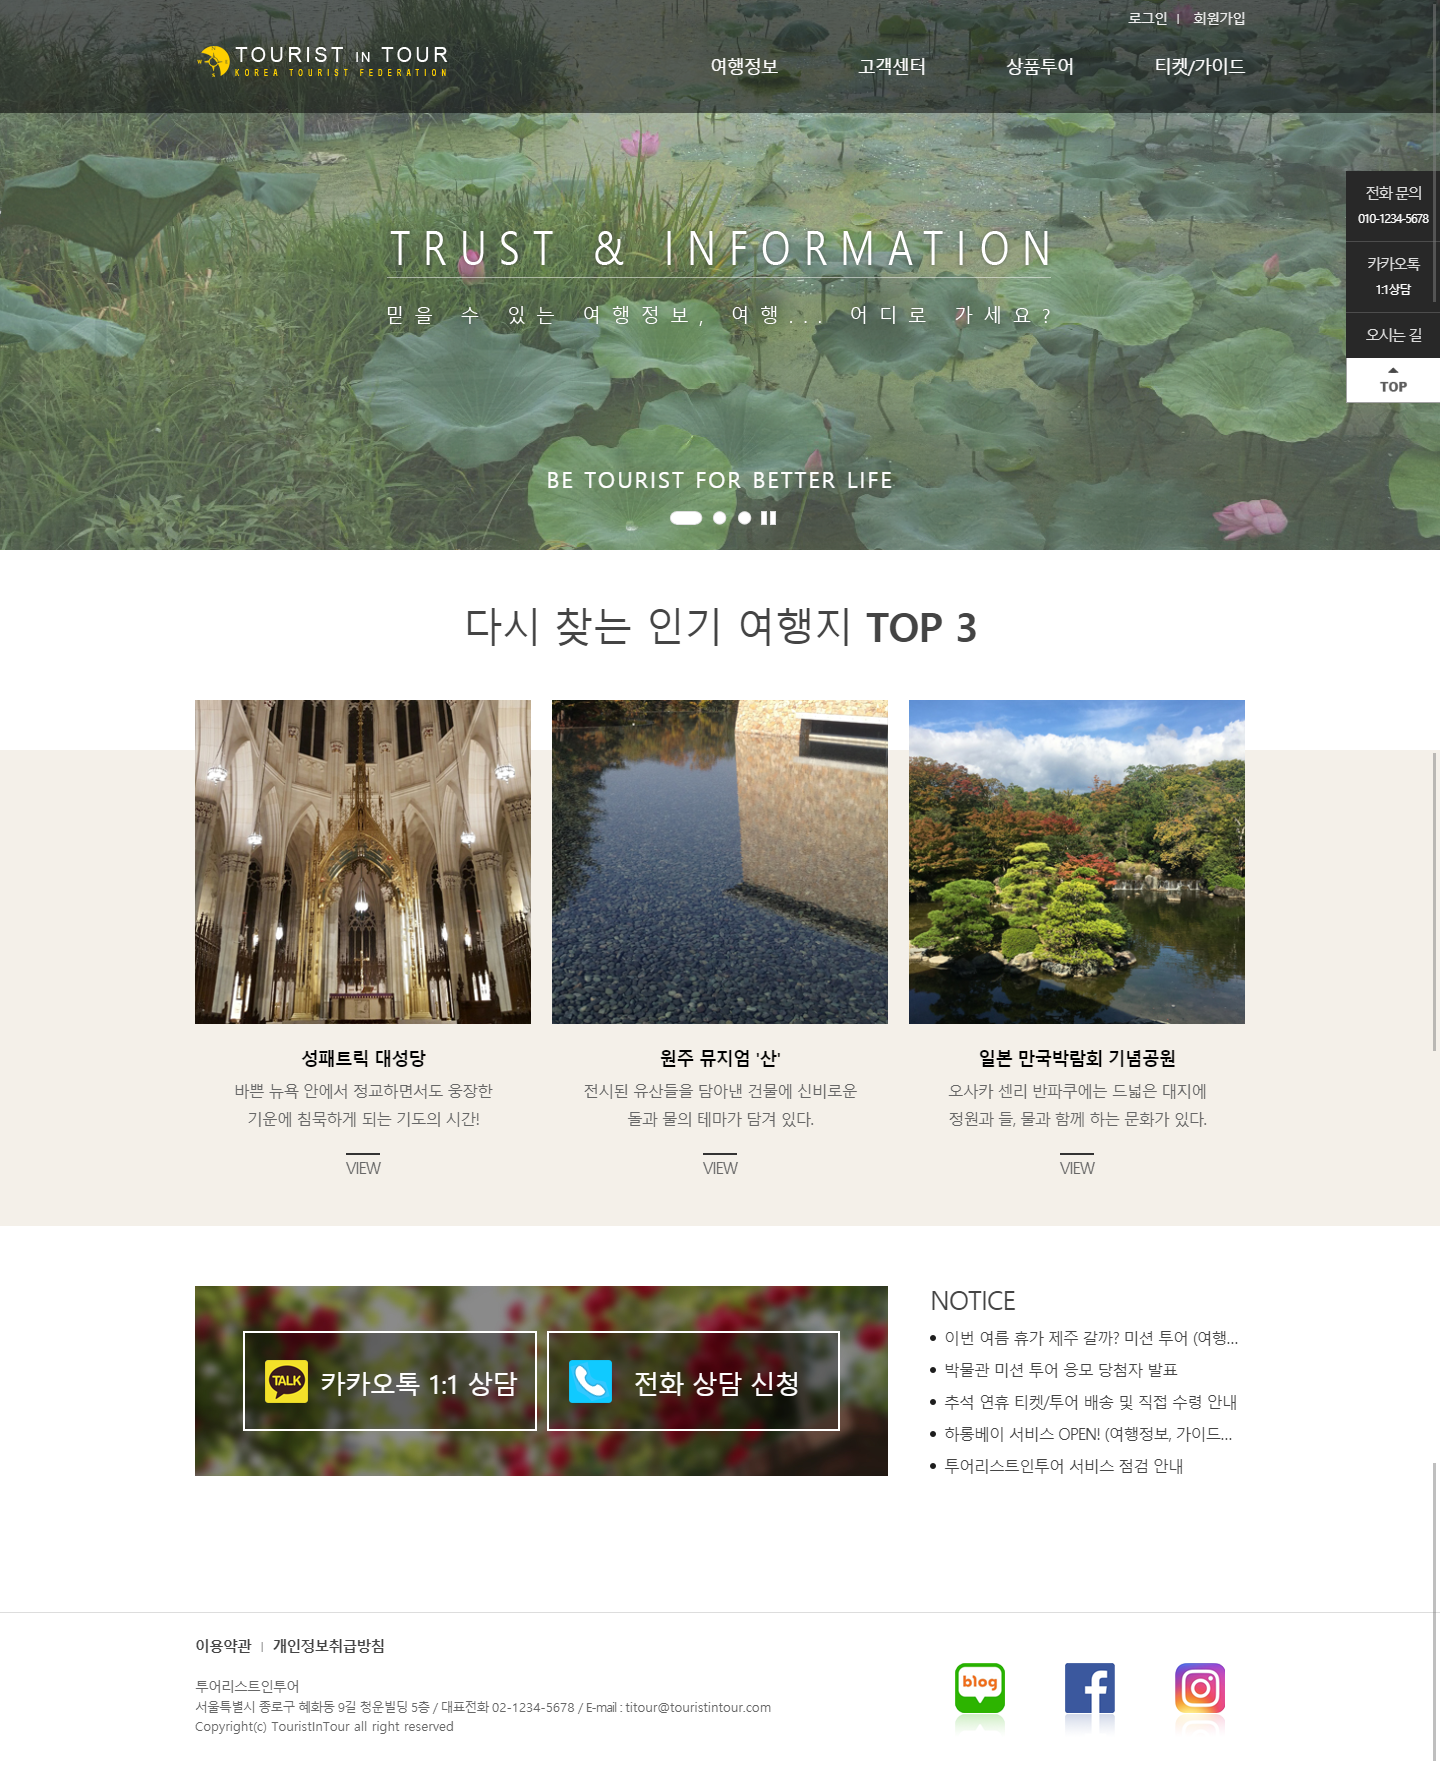 로그인 | 회원가입
TOURIST IN TOUR
KOREA TOURIST FEDERATION
여행정보 고객센터 상품투어 티켓/가이드
전화 문의
010-1234-5678
카카오톡
1:1상담
오시는 길
TOP
TRUST & INFORMATION
믿을 수 있는 여행정보, 여행... 어디로 가세요?
BE TOURIST FOR BETTER LIFE
다시 찾는 인기 여행지 TOP 3
성패트릭 대성당
바쁜 뉴욕 안에서 정교하면서도 웅장한
기운에 침묵하게 되는 기도의 시간!
VIEW
원주 뮤지엄 '산'
전시된 유산들을 담아낸 건물에 신비로운
돌과 물의 테마가 담겨 있다.
VIEW
일본 만국박람회 기념공원
오사카 센리 반파쿠에는 드넓은 대지에
정원과 들, 물과 함께 하는 문화가 있다.
VIEW
TALK 카카오톡 1:1 상담
전화 상담 신청
NOTICE
이번 여름 휴가 제주 갈까? 미션 투어 (여행...
박물관 미션 투어 응모 당첨자 발표
추석 연휴 티켓/투어 배송 및 직접 수령 안내
하롱베이 서비스 OPEN! (여행정보, 가이드...
투어리스트인투어 서비스 점검 안내
이용약관 | 개인정보취급방침
투어리스트인투어
서울특별시 종로구 혜화동 9길 청운빌딩 5층 / 대표전화 02-1234-5678 / E-mail : titour@touristintour.com
Copyright(c) TouristInTour all right reserved
blog